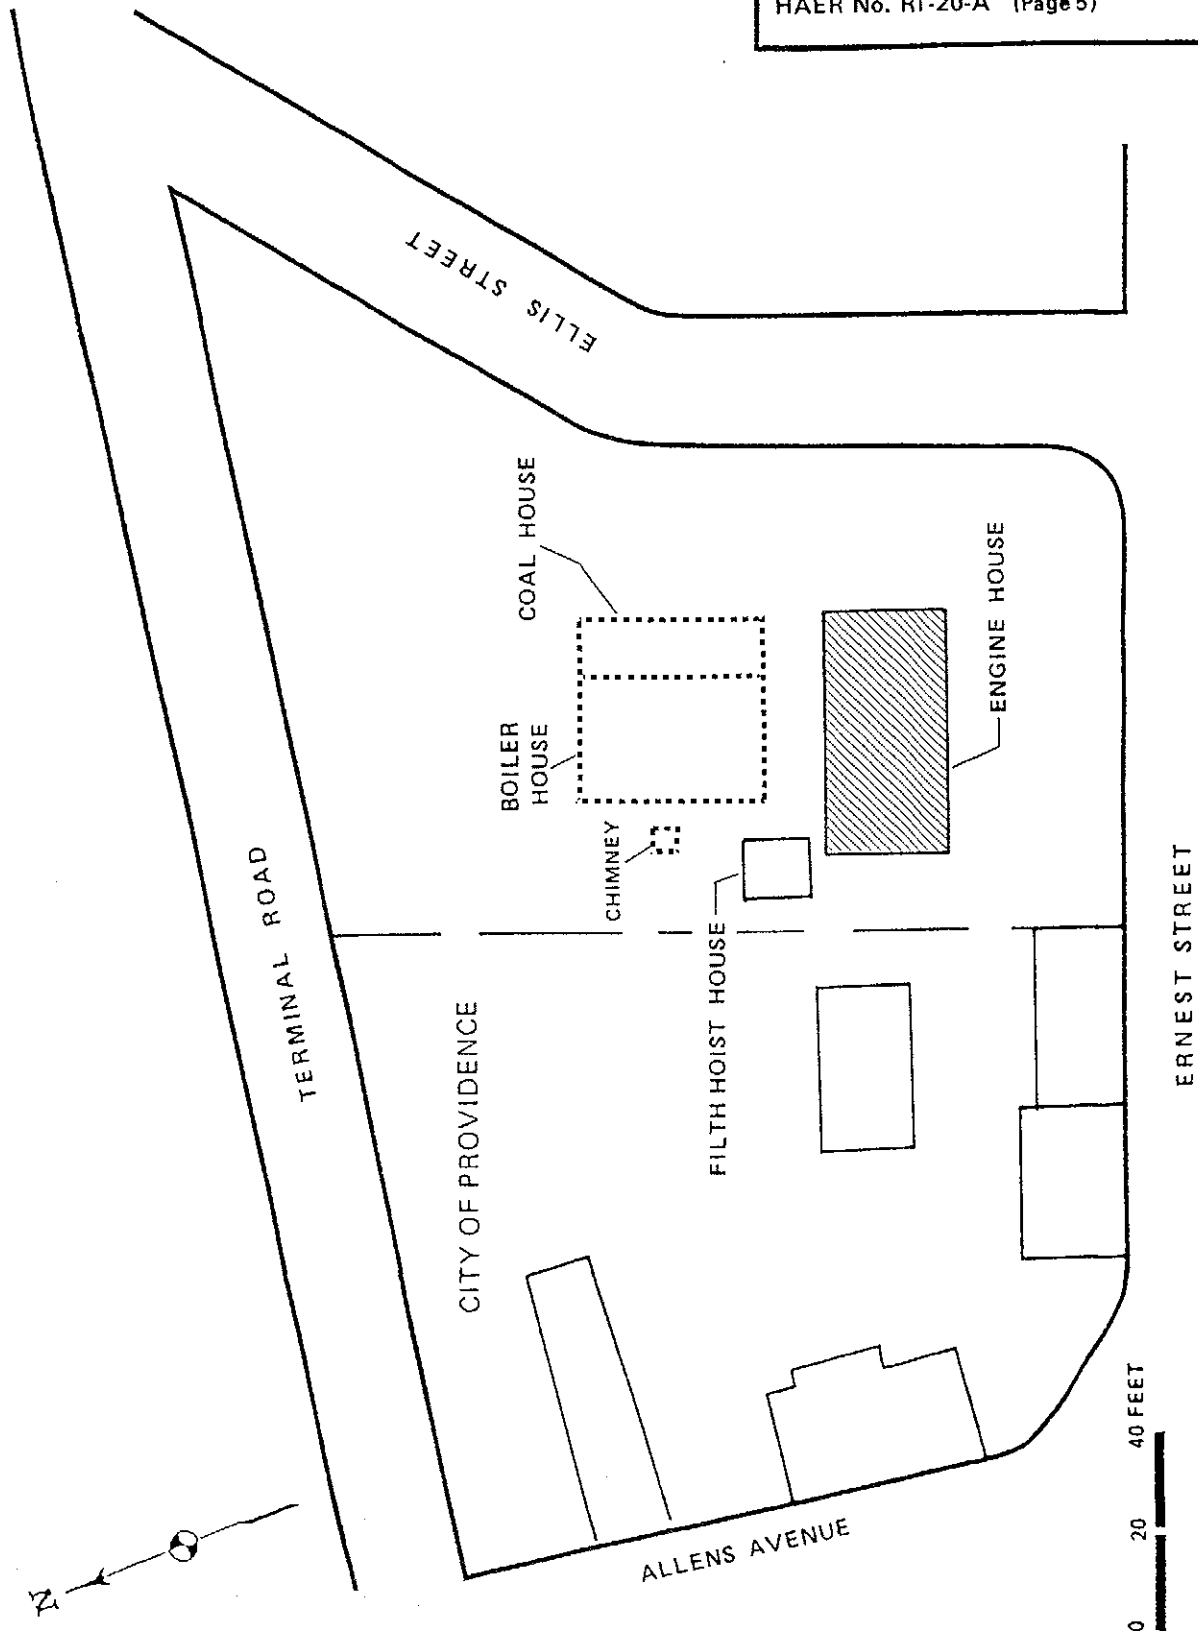 HAER No. RI-20-A (Page 5)
ELLIS STREET
COAL HOUSE
BOILER
HOUSE
CHIMNEY
ENGINE HOUSE
TERMINAL ROAD
FILTH HOIST HOUSE
CITY OF PROVIDENCE
ERNEST STREET
ALLENS AVENUE
N
0 20 40 FEET